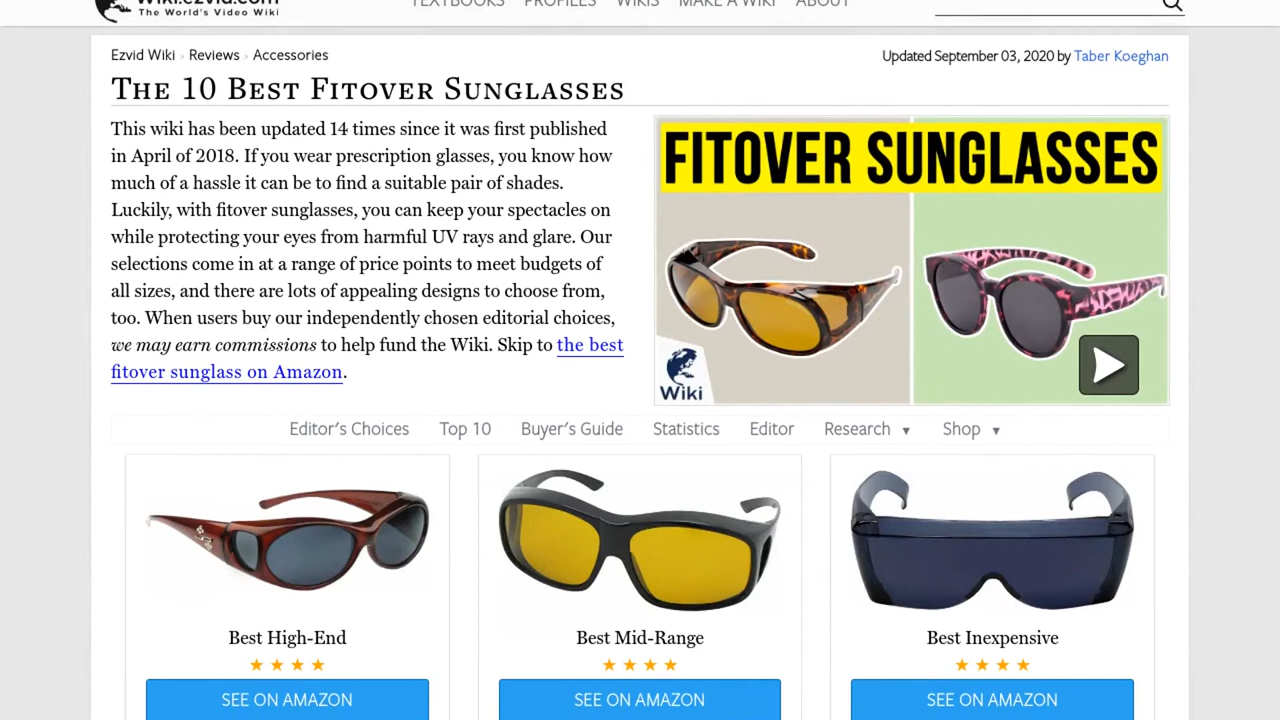 Wiki.ezvid.com
The World's Video Wiki
TEXTBOOKS PROFILES WIKIS MAKE A WIKI ABOUT
Ezvid Wiki › Reviews › Accessories
Updated September 03, 2020 by Taber Koeghan
The 10 Best Fitover Sunglasses
This wiki has been updated 14 times since it was first published
in April of 2018. If you wear prescription glasses, you know how
much of a hassle it can be to find a suitable pair of shades.
Luckily, with fitover sunglasses, you can keep your spectacles on
while protecting your eyes from harmful UV rays and glare. Our
selections come in at a range of price points to meet budgets of
all sizes, and there are lots of appealing designs to choose from,
too. When users buy our independently chosen editorial choices,
we may earn commissions to help fund the Wiki. Skip to the best
fitover sunglass on Amazon.
FITOVER SUNGLASSES
Wiki
Editor's Choices Top 10 Buyer's Guide Statistics Editor Research ▼ Shop ▼
Best High-End
SEE ON AMAZON
Best Mid-Range
SEE ON AMAZON
Best Inexpensive
SEE ON AMAZON